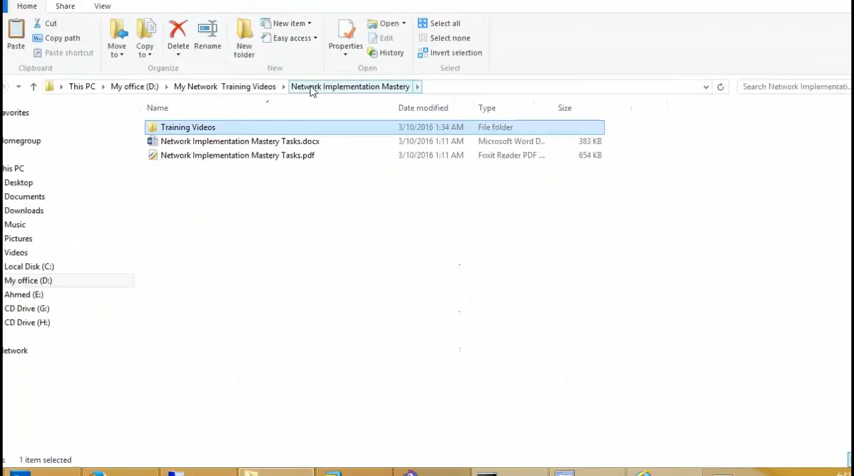 Home Share View
Cut
Copy path
Paste shortcut
Paste
Move to
Copy to
Delete
Rename
New folder
New item
Easy access
Properties
Open
Edit
History
Select all
Select none
Invert selection
Clipboard Organize New Open Select
This PC My office (D:) My Network Training Videos Network Implementation Mastery Search Network Implementati...
Name Date modified Type Size
Training Videos 3/10/2016 1:34 AM File folder
Network Implementation Mastery Tasks.docx 3/10/2016 1:11 AM Microsoft Word D... 383 KB
Network Implementation Mastery Tasks.pdf 3/10/2016 1:11 AM Foxit Reader PDF ... 654 KB
avorites
omegroup
his PC
Desktop
Documents
Downloads
Music
Pictures
Videos
Local Disk (C:)
My office (D:)
Ahmed (E:)
CD Drive (G:)
CD Drive (H:)
etwork
s 1 item selected